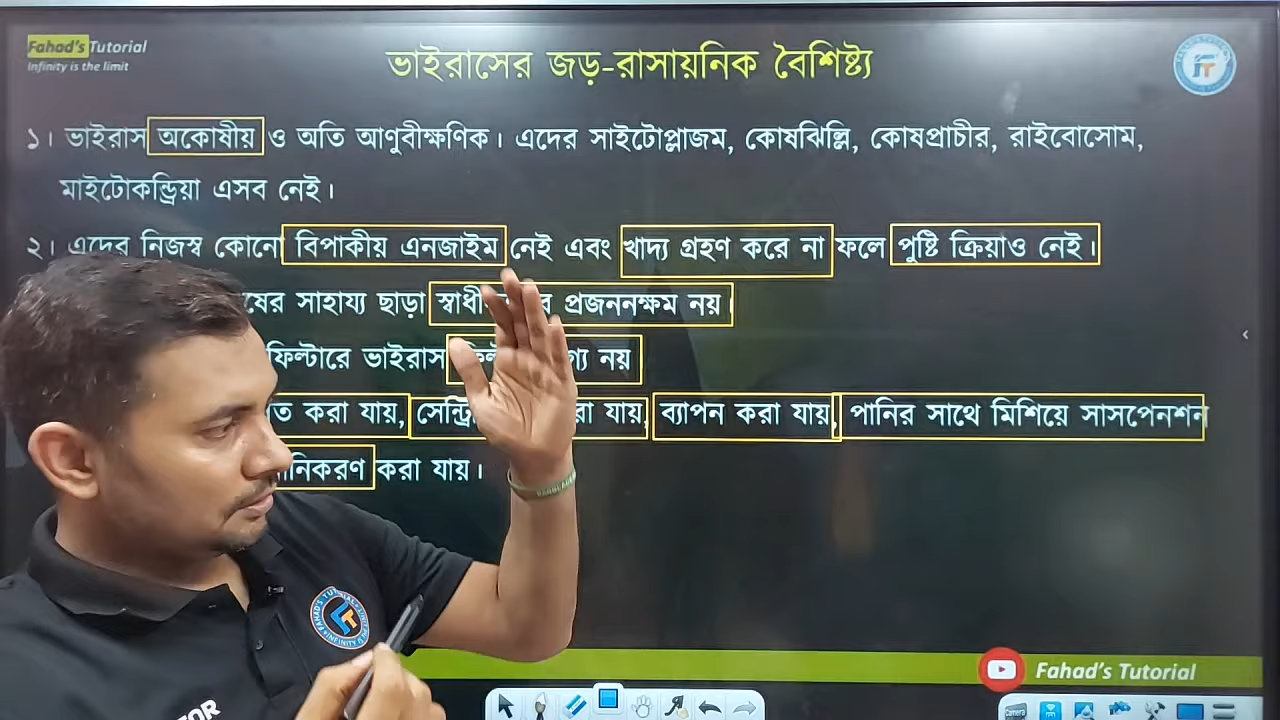 Fahad's Tutorial
Infinity is the limit
ভাইরাসের জড়-রাসায়নিক বৈশিষ্ট্য
১। ভাইরাস অকোষীয় ও অতি আণুবীক্ষণিক। এদের সাইটোপ্লাজম, কোষঝিল্লি, কোষপ্রাচীর, রাইবোসোম,
মাইটোকন্ড্রিয়া এসব নেই।
২। এদের নিজস্ব কোনো বিপাকীয় এনজাইম নেই এবং খাদ্য গ্রহণ করে না ফলে পুষ্টি ক্রিয়াও নেই।
সাহায্য ছাড়া প্রজননক্ষম নয়।
ফিল্টারে ভাইরাস নয়
করা যায়, যায়, ব্যাপন করা যায়, পানির সাথে মিশিয়ে সাসপেনশন
করা যায়।
Fahad's Tutorial